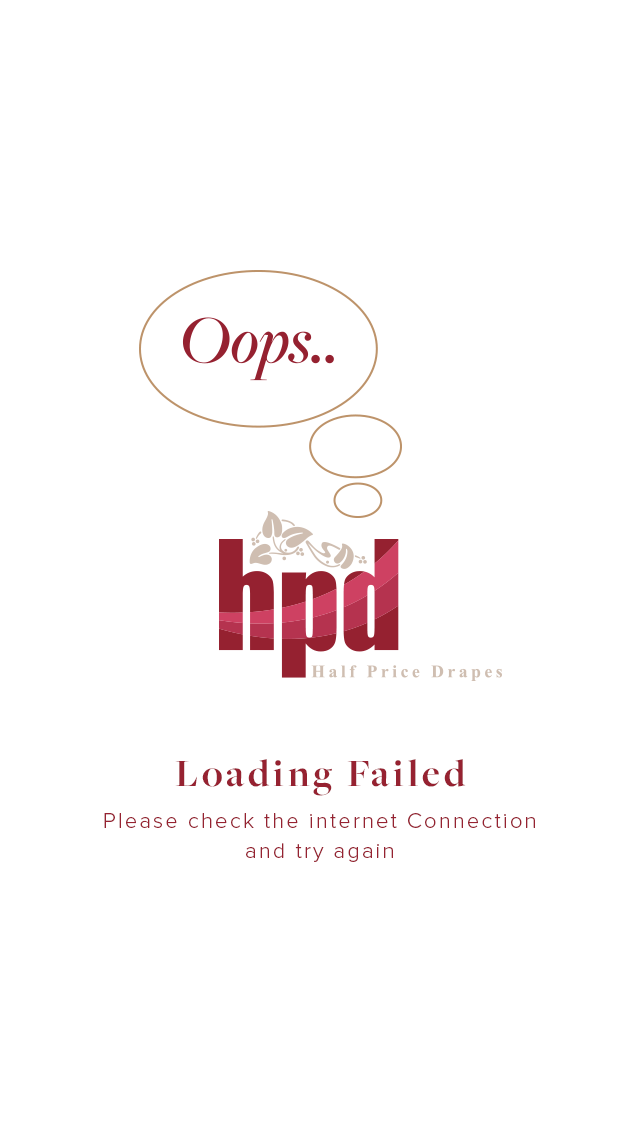 Oops..
hpd
Half Price Drapes
Loading Failed
Please check the internet Connection
and try again